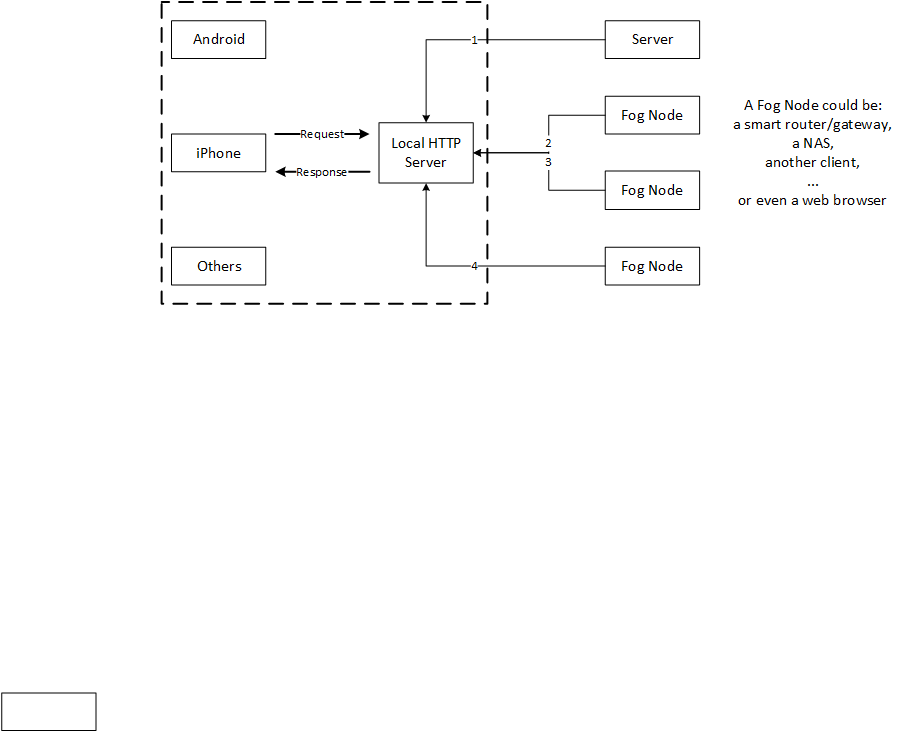 Android
iPhone
Others
Request
Response
Local HTTP
Server
1
2
3
4
Server
Fog Node
Fog Node
Fog Node
A Fog Node could be:
a smart router/gateway,
a NAS,
another client,
...
or even a web browser